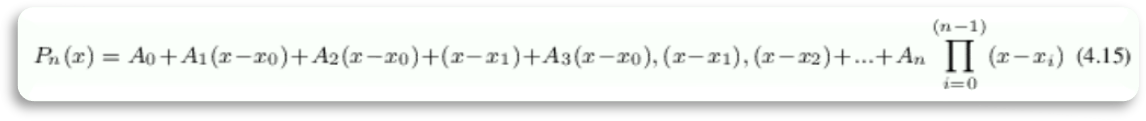 Pₙ(x) = A₀+A₁(x−x₀)+A₂(x−x₀)+(x−x₁)+A₃(x−x₀),(x−x₁),(x−x₂)+...+Aₙ ∏_{i=0}^{(n−1)} (x−xᵢ) (4.15)